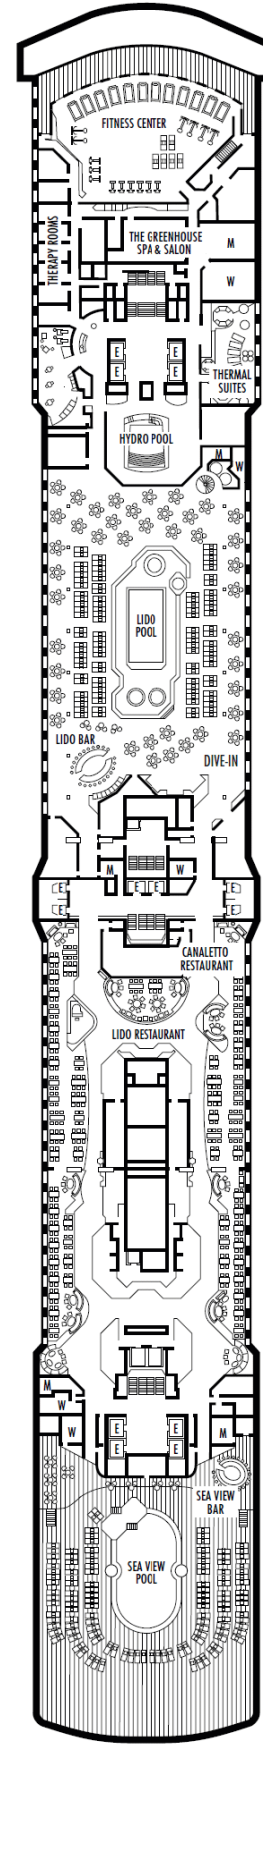 FITNESS CENTER
THERAPY ROOMS
THE GREENHOUSE
SPA & SALON
M
W
E E
E E
THERMAL
SUITES
HYDRO POOL
M
W
LIDO
POOL
LIDO BAR
DIVE-IN
M
W
E E
E
E
E
E
CANALETTO
RESTAURANT
LIDO RESTAURANT
M
W
W
M
E E
E E
SEA VIEW
BAR
SEA VIEW
POOL